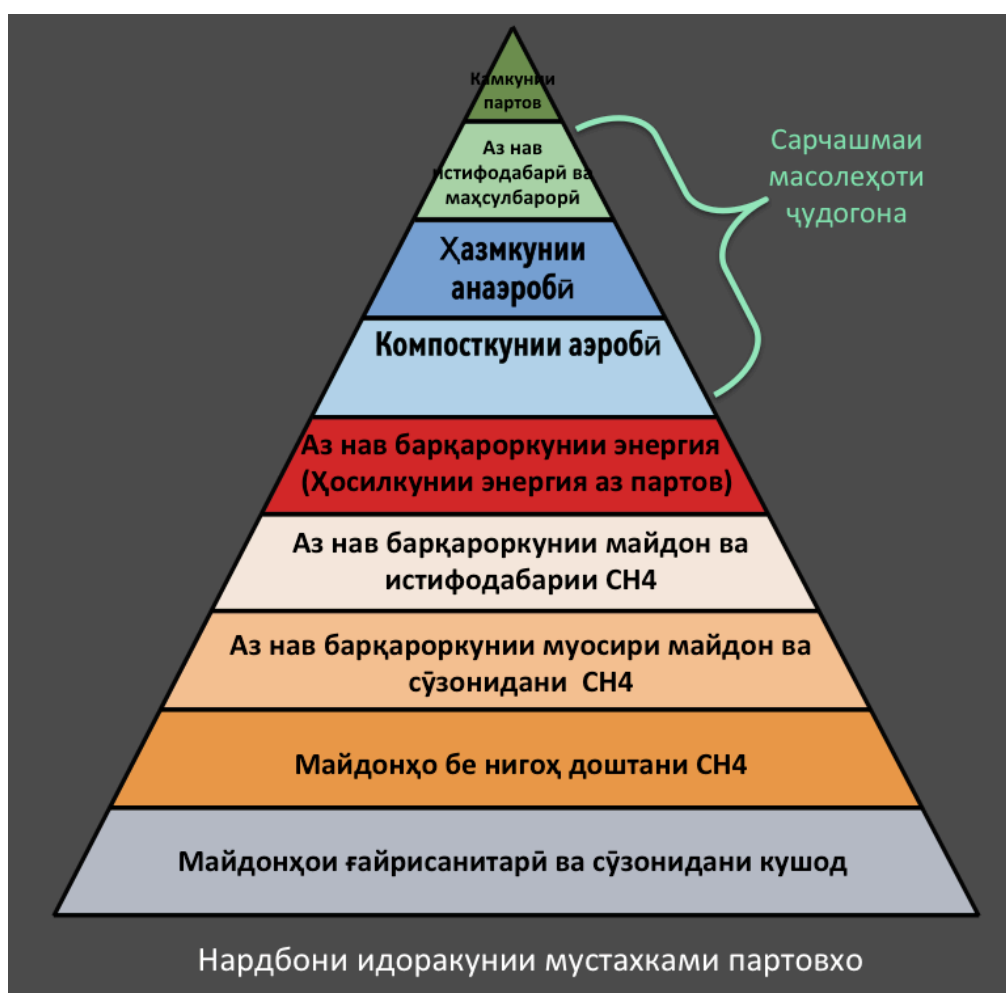 Камкунии
партов
Аз нав
истифодабарӣ ва
маҳсулбарорӣ
Сарчашмаи
масолеҳоти
ҷудогона
Ҳазмкунии
анаэробӣ
Компосткунии аэробӣ
Аз нав барқароркунии энергия
(Ҳосилкунии энергия аз партов)
Аз нав барқароркунии майдон ва
истифодабарии CH4
Аз нав барқароркунии муосири майдон ва
сӯзонидани CH4
Майдонҳо бе нигоҳ доштани CH4
Майдонҳои ғайрисанитарӣ ва сӯзонидани кушод
Нардбони идоракунии мустахками партовхо